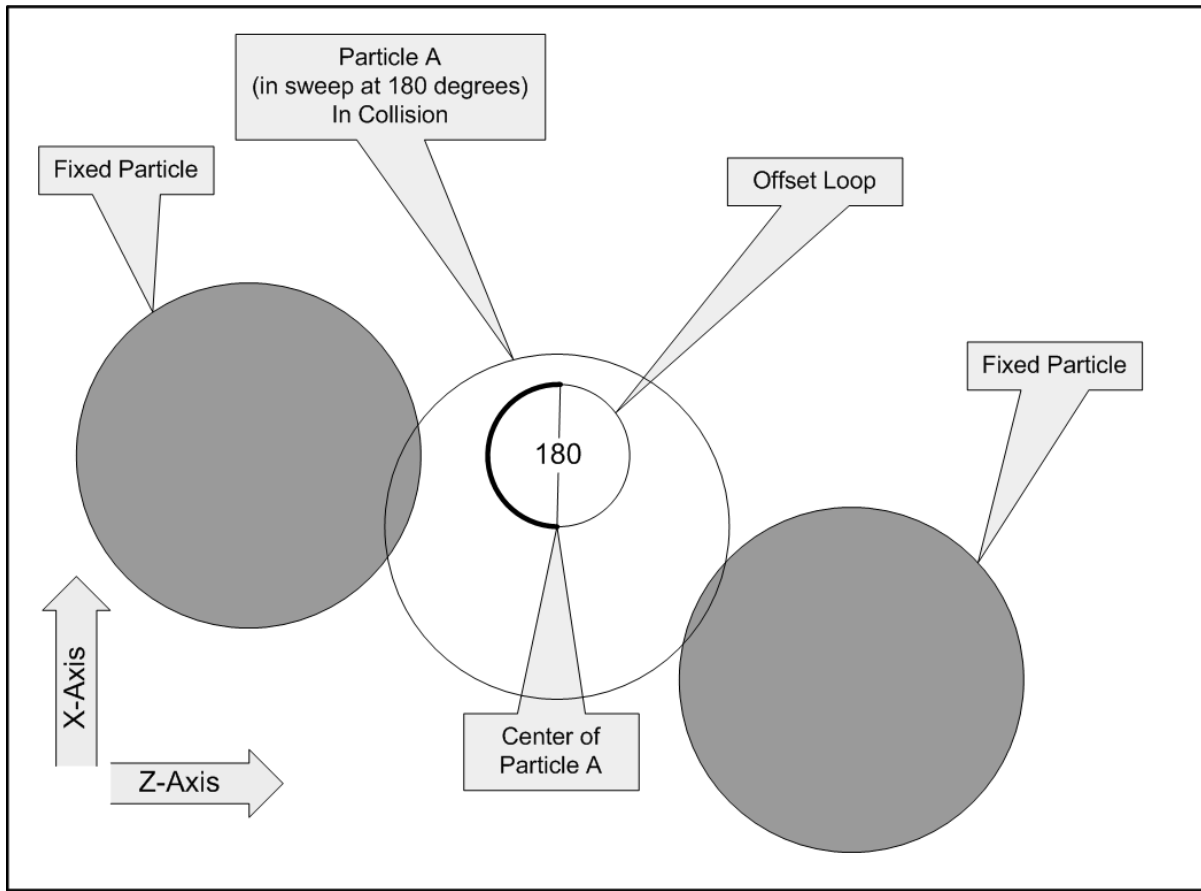 Particle A
(in sweep at 180 degrees)
In Collision
Fixed Particle
Offset Loop
Fixed Particle
180
X-Axis
Z-Axis
Center of
Particle A